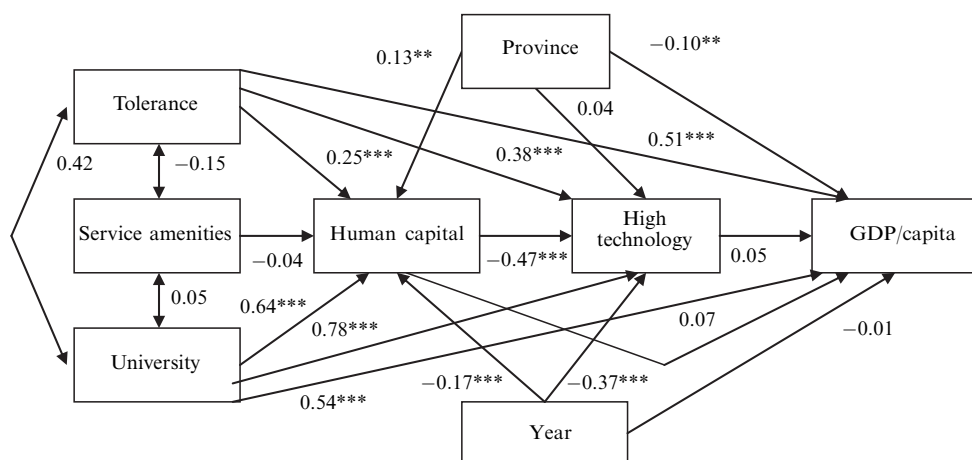 Province
−0.10**
0.13**
Tolerance
0.04
0.51***
0.42
−0.15
0.25***
0.38***
Service amenities
Human capital
High
technology
GDP/capita
−0.04
−0.47***
0.05
0.05
0.64***
0.78***
0.07
−0.01
University
−0.17***
−0.37***
0.54***
Year